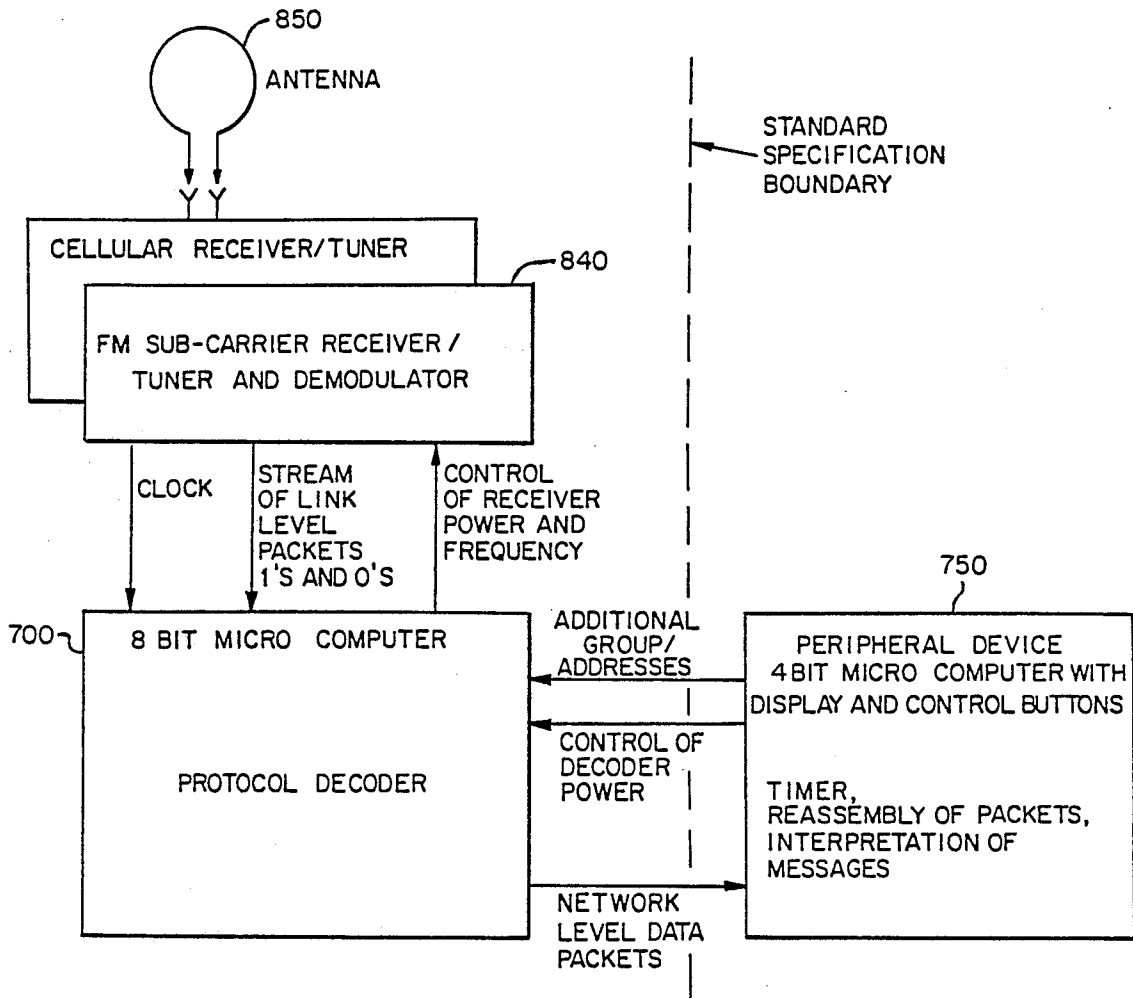 850
ANTENNA
STANDARD
SPECIFICATION
BOUNDARY
CELLULAR RECEIVER/TUNER
840
FM SUB-CARRIER RECEIVER/
TUNER AND DEMODULATOR
CLOCK
STREAM
OF LINK
LEVEL
PACKETS
1'S AND 0'S
CONTROL
OF RECEIVER
POWER AND
FREQUENCY
700
8 BIT MICRO COMPUTER
PROTOCOL DECODER
ADDITIONAL
GROUP/
ADDRESSES
CONTROL OF
DECODER
POWER
NETWORK
LEVEL DATA
PACKETS
750
PERIPHERAL DEVICE
4 BIT MICRO COMPUTER WITH
DISPLAY AND CONTROL BUTTONS
TIMER,
REASSEMBLY OF PACKETS,
INTERPRETATION OF
MESSAGES